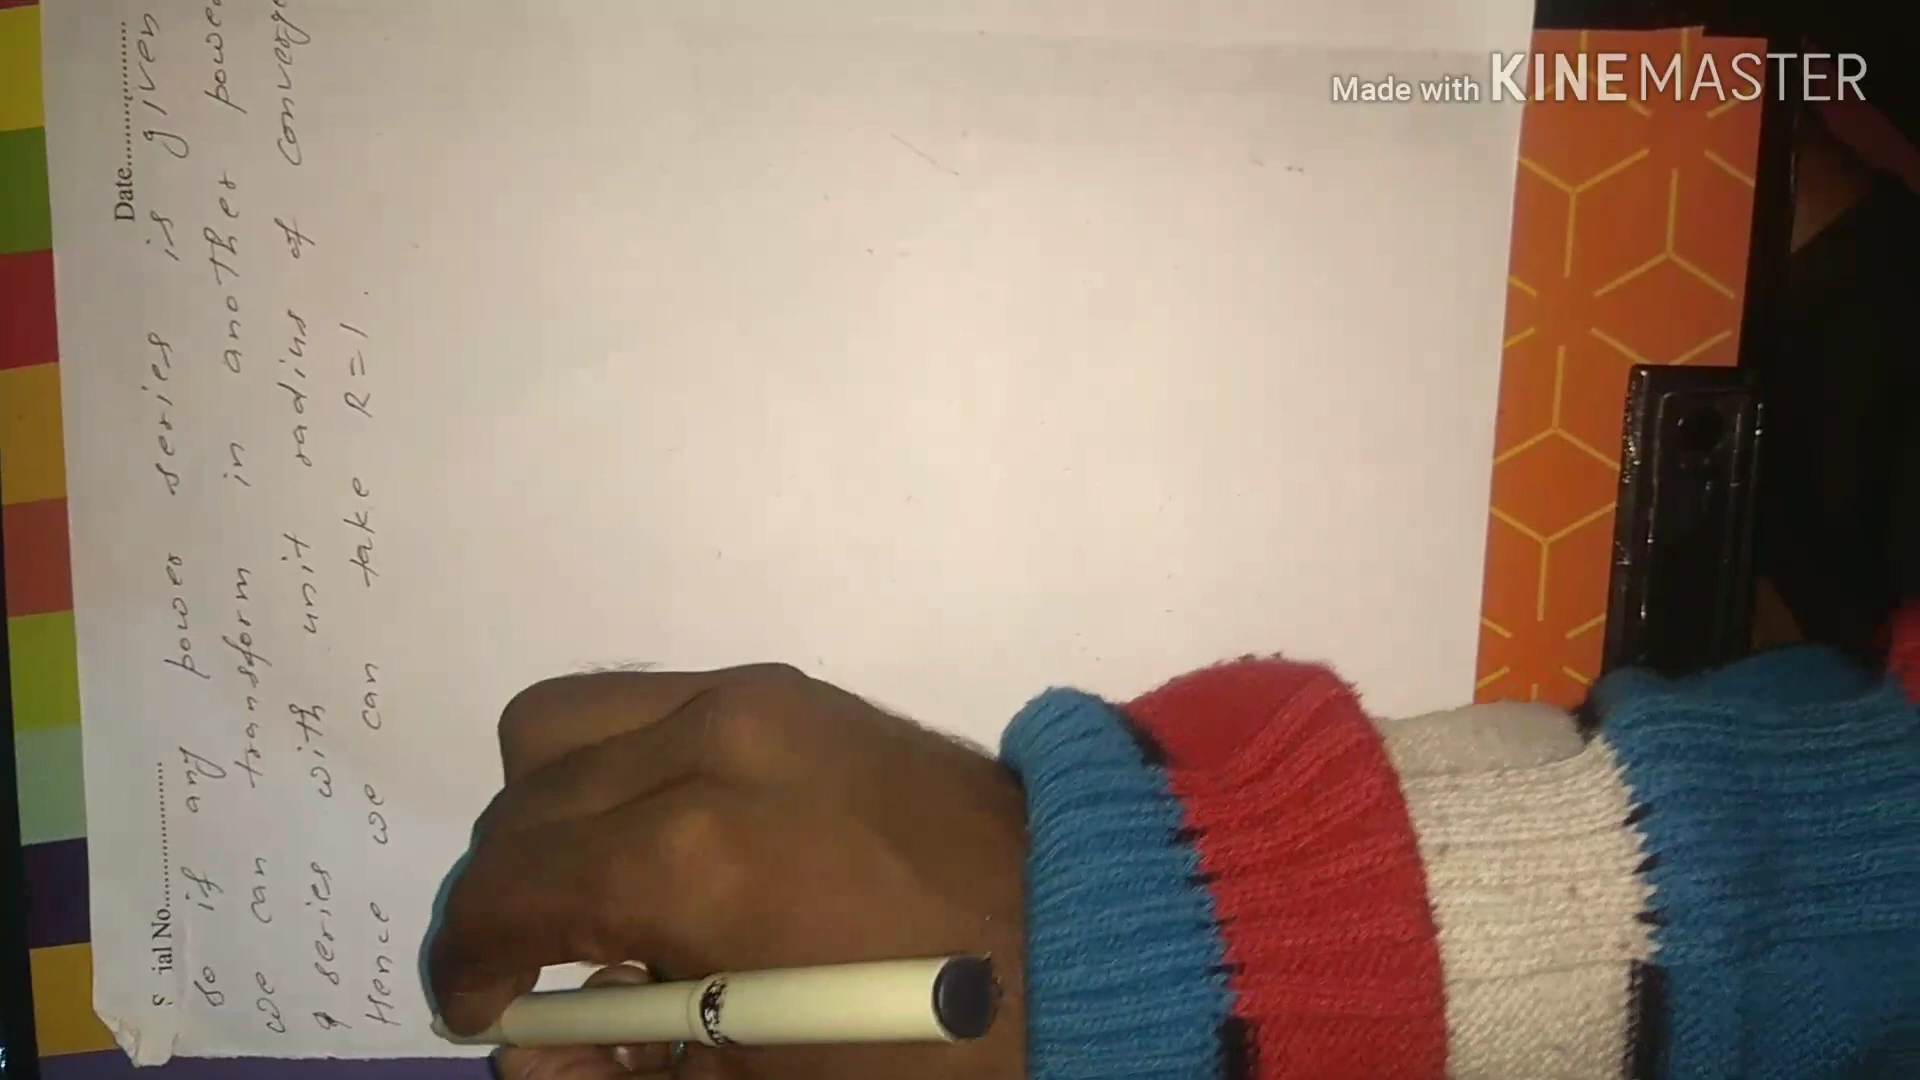 Made with KINEMASTER
ial No.............................. Date..............................
so if any power series is given
we can transform in another power
series with unit radius of converge
Hence we can take R=1.